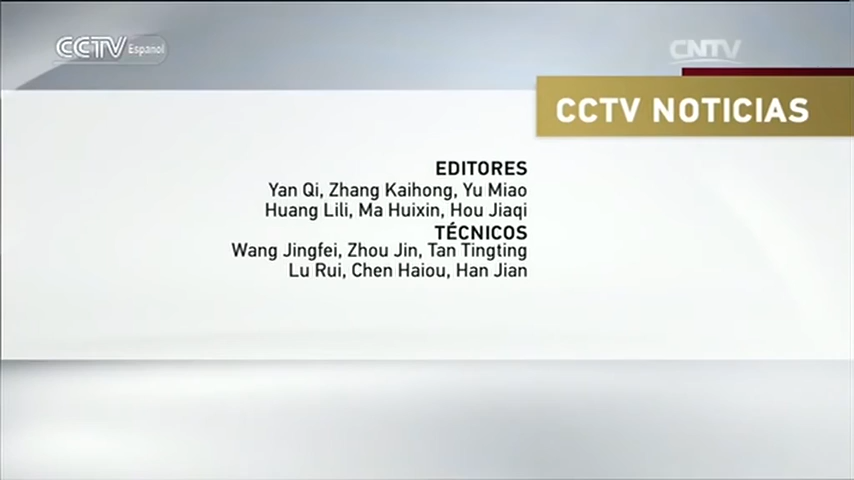 CCTV Español
CNTV
CCTV NOTICIAS
EDITORES
Yan Qi, Zhang Kaihong, Yu Miao
Huang Lili, Ma Huixin, Hou Jiaqi
TÉCNICOS
Wang Jingfei, Zhou Jin, Tan Tingting
Lu Rui, Chen Haiou, Han Jian